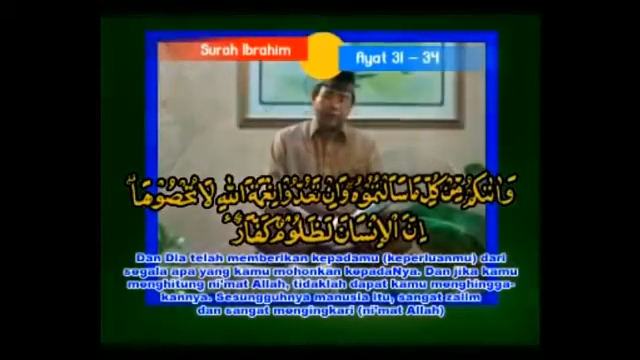 Surah Ibrahim
Ayat 31 - 34
وَآتَىٰكُم مِّن كُلِّ مَا سَأَلْتُمُوهُ وَإِن تَعُدُّوا نِعْمَةَ اللَّهِ لَا تُحْصُوهَا ۗ
إِنَّ الْإِنْسَانَ لَظَلُومٌ كَفَّارٌ
Dan Dia telah memberikan kepadamu (keperluanmu) dari
segala apa yang kamu mohonkan kepadaNya. Dan jika kamu
menghitung ni'mat Allah, tidaklah dapat kamu menghingga-
kannya. Sesungguhnya manusia itu, sangat zalim
dan sangat mengingkari (ni'mat Allah)